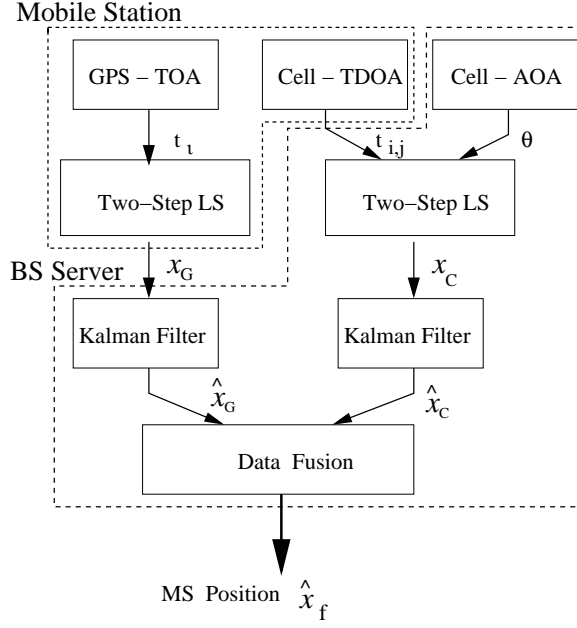 Mobile Station
GPS − TOA
Cell − TDOA
Cell − AOA
t ι
t i,j
θ
Two−Step LS
Two−Step LS
BS Server
x G
x C
Kalman Filter
Kalman Filter
x̂ G
x̂ C
Data Fusion
MS Position x̂ f